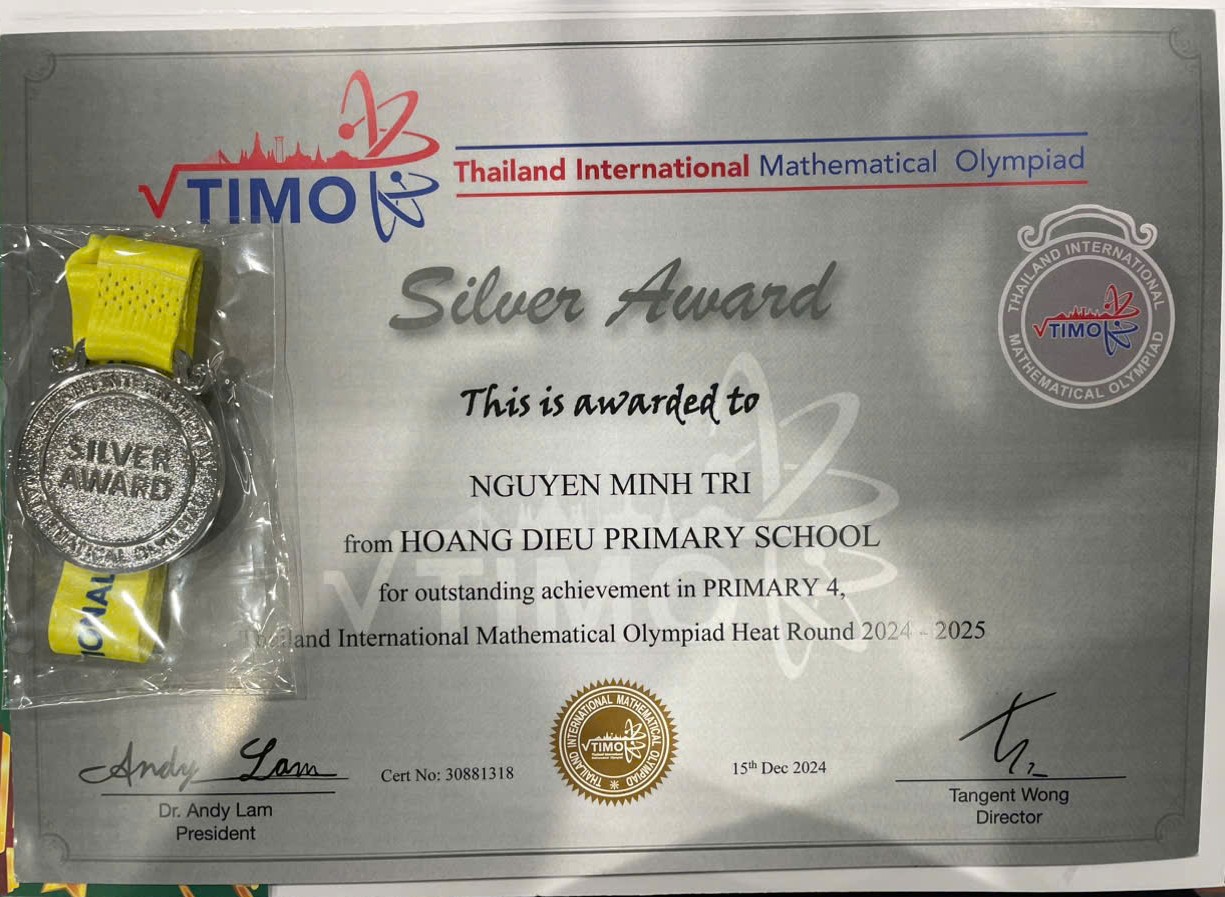 TIMO
Thailand International Mathematical Olympiad
Silver Award
THAILAND INTERNATIONAL
TIMO
MATHEMATICAL OLYMPIAD
This is awarded to
SILVER
AWARD
NGUYEN MINH TRI
from HOANG DIEU PRIMARY SCHOOL
for outstanding achievement in PRIMARY 4,
TIMO
Thailand International Mathematical Olympiad Heat Round 2024 - 2025
IONAL
THAILAND INTERNATIONAL MATHEMATICAL OLYMPIAD
TIMO
Andy Lam
Cert No: 30881318
15th Dec 2024
Dr. Andy Lam
President
Tangent Wong
Director